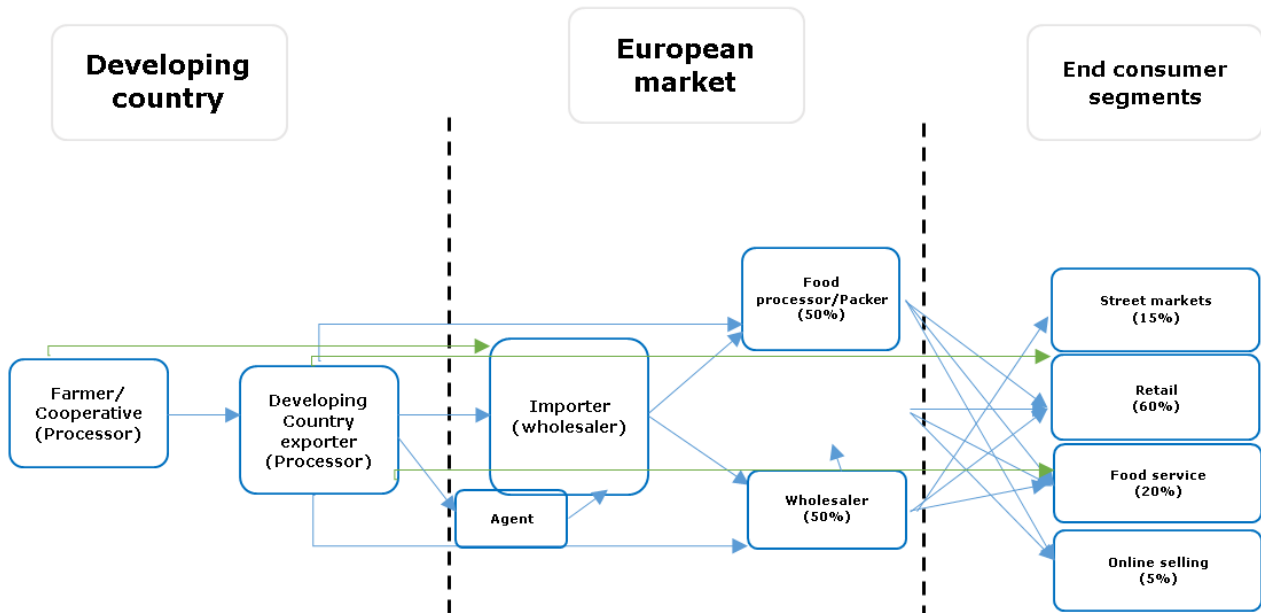 Developing
country
European
market
End consumer
segments
Farmer/
Cooperative
(Processor)
Developing
Country
exporter
(Processor)
Importer
(wholesaler)
Agent
Food
processor/Packer
(50%)
Wholesaler
(50%)
Street markets
(15%)
Retail
(60%)
Food service
(20%)
Online selling
(5%)